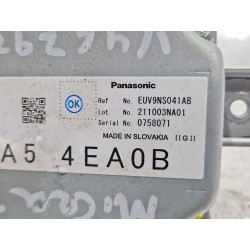 Panasonic
OK
Ref No. EUV9NS041AB
Lot No. 211003NA01
Serial No. 0758071
MADE IN SLOVAKIA [[G]]
A5 4EA0B